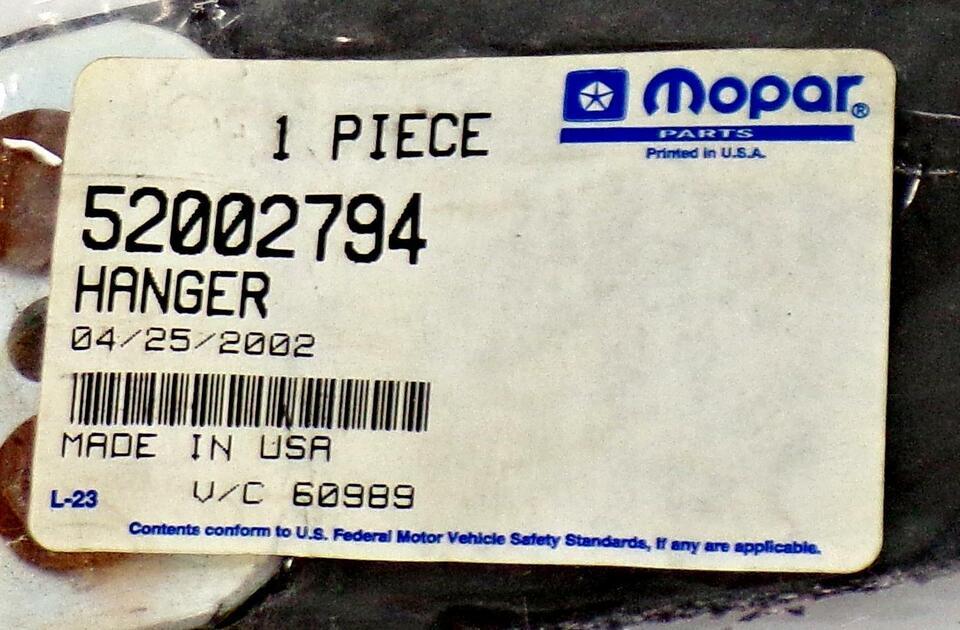 Mopar®
PARTS
Printed in U.S.A.
1 PIECE
52002794
HANGER
04/25/2002
MADE IN USA
L-23
V/C 60989
Contents conform to U.S. Federal Motor Vehicle Safety Standards, if any are applicable.